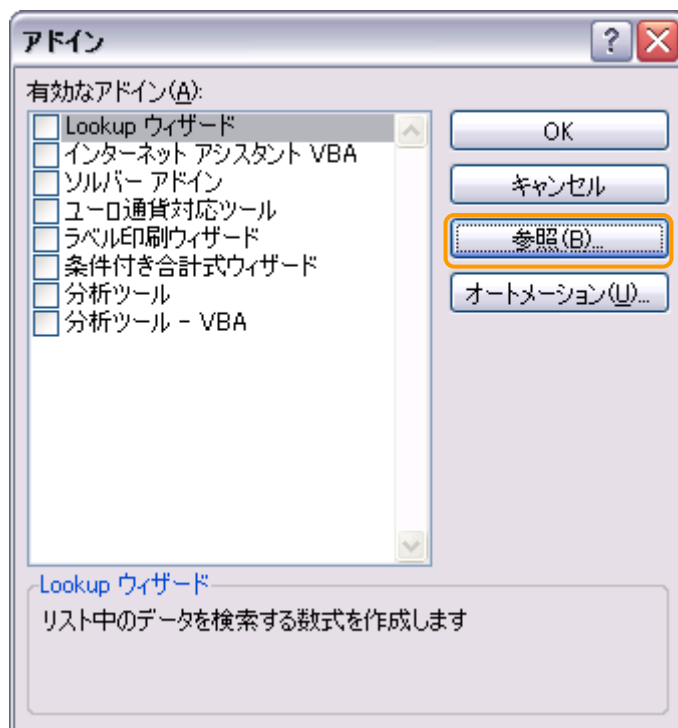 アドイン
有効なアドイン(A):
Lookup ウィザード
インターネット アシスタント VBA
ソルバー アドイン
ユーロ通貨対応ツール
ラベル印刷ウィザード
条件付き合計式ウィザード
分析ツール
分析ツール - VBA
OK
キャンセル
参照(B)...
オートメーション(U)...
Lookup ウィザード
リスト中のデータを検索する数式を作成します